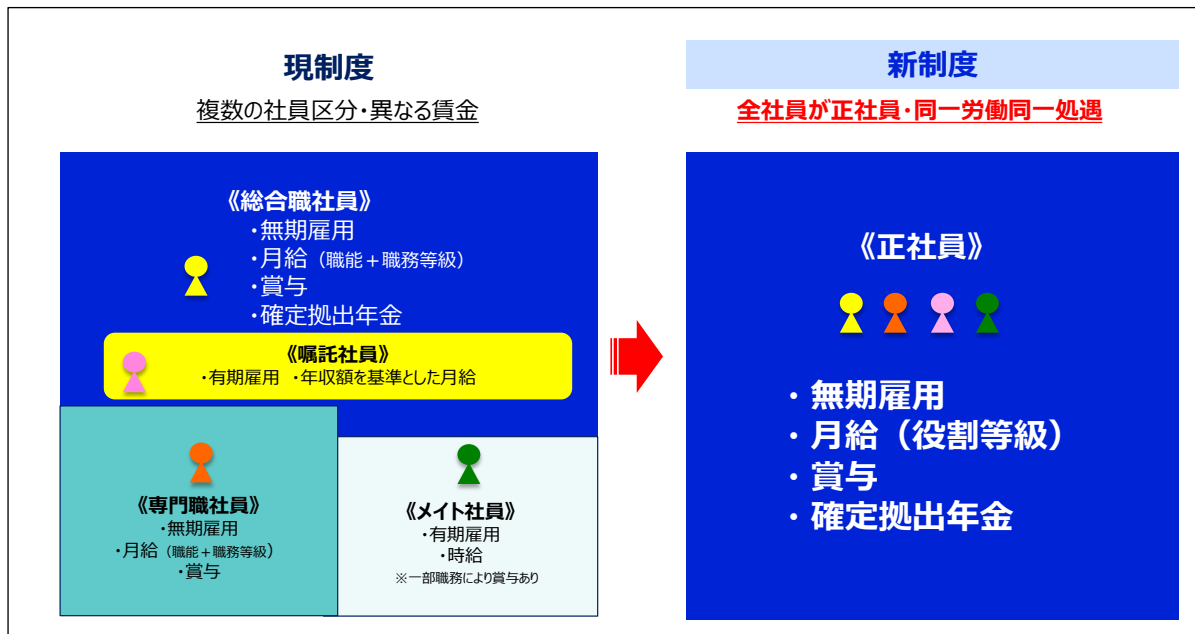 現制度
複数の社員区分・異なる賃金
《総合職社員》
・無期雇用
・月給（職能＋職務等級）
・賞与
・確定拠出年金
《嘱託社員》
・有期雇用 ・年収額を基準とした月給
《専門職社員》
・無期雇用
・月給（職能＋職務等級）
・賞与
《メイト社員》
・有期雇用
・時給
※一部職務により賞与あり
新制度
全社員が正社員・同一労働同一処遇
《正社員》
・無期雇用
・月給（役割等級）
・賞与
・確定拠出年金